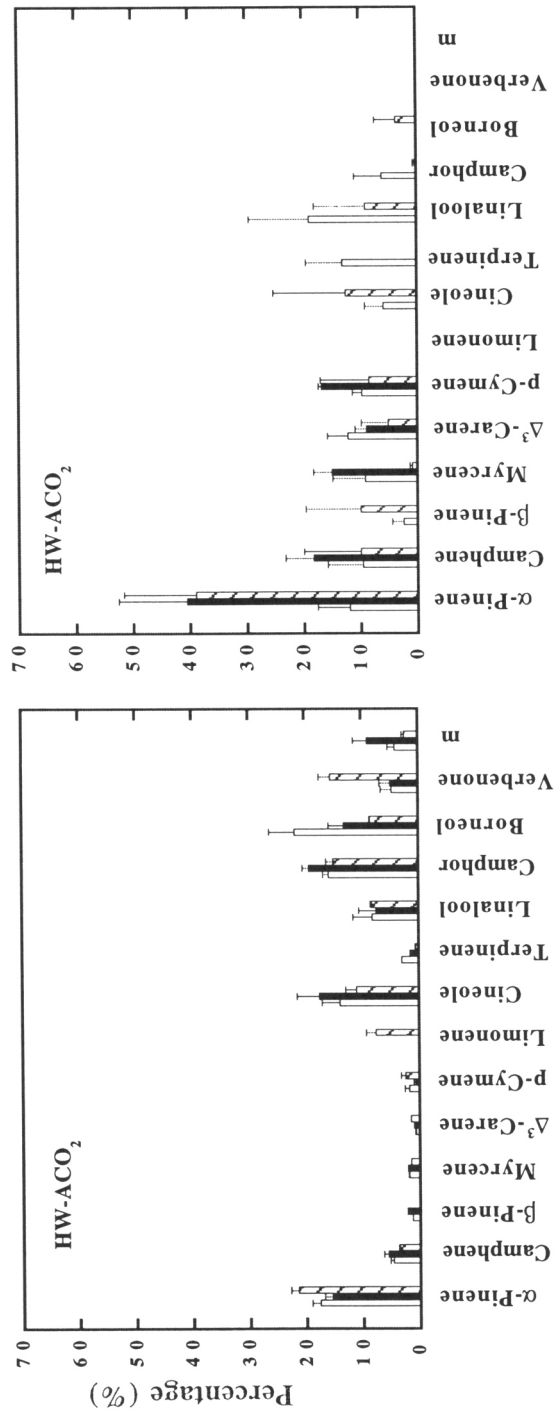 HW-ACO2
Percentage (%)
70
60
50
40
30
20
10
0
α-Pinene
Camphene
β-Pinene
Myrcene
Δ³-Carene
p-Cymene
Limonene
Cineole
Terpinene
Linalool
Camphor
Borneol
Verbenone
m
HW-ACO2
70
60
50
40
30
20
10
0
α-Pinene
Camphene
β-Pinene
Myrcene
Δ³-Carene
p-Cymene
Limonene
Cineole
Terpinene
Linalool
Camphor
Borneol
Verbenone
m